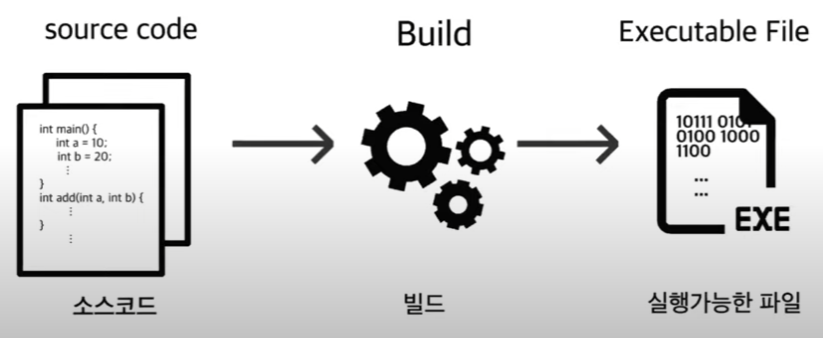 source code
Build
Executable File
int main() {
int a = 10;
int b = 20;
⋮
}
int add(int a, int b) {
⋮
}
⋮
10111 0101
0100 1000
1100
...
...
EXE
소스코드
빌드
실행가능한 파일